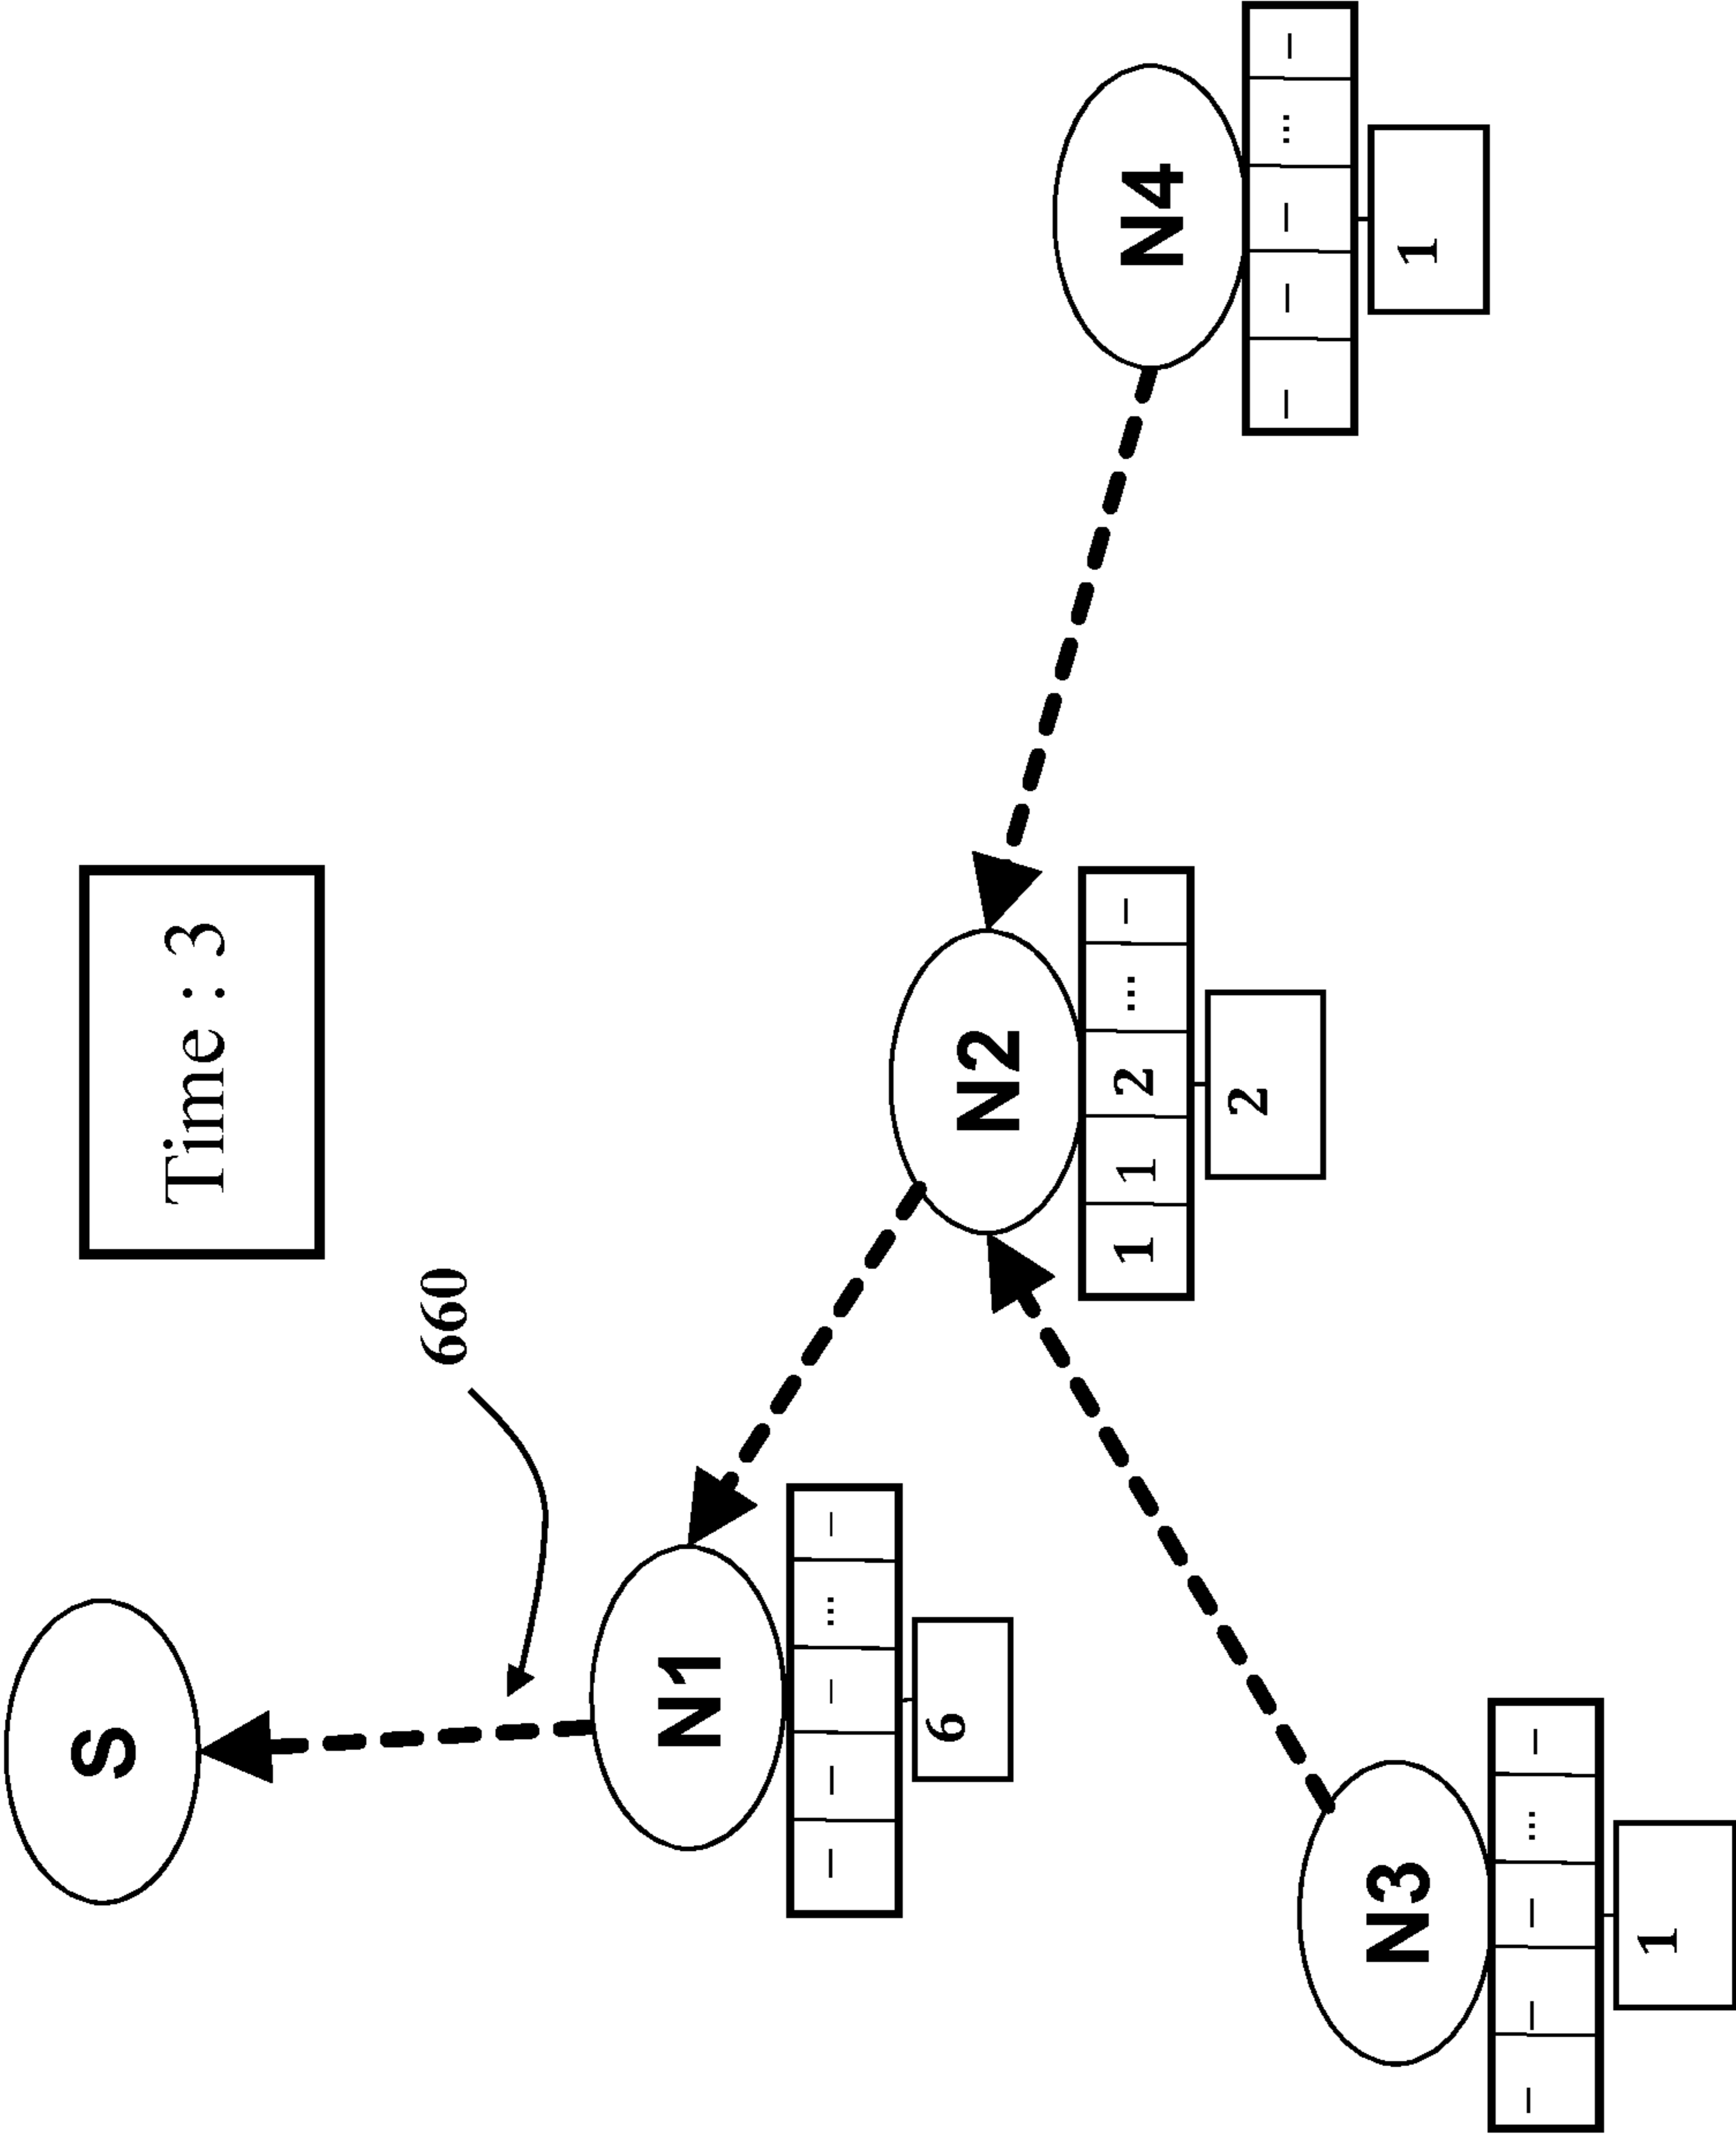 S
Time : 3
660
N1
– – – ... –
6
N2
1 1 2 ... –
2
N4
– – – ... –
1
N3
– – – ... –
1